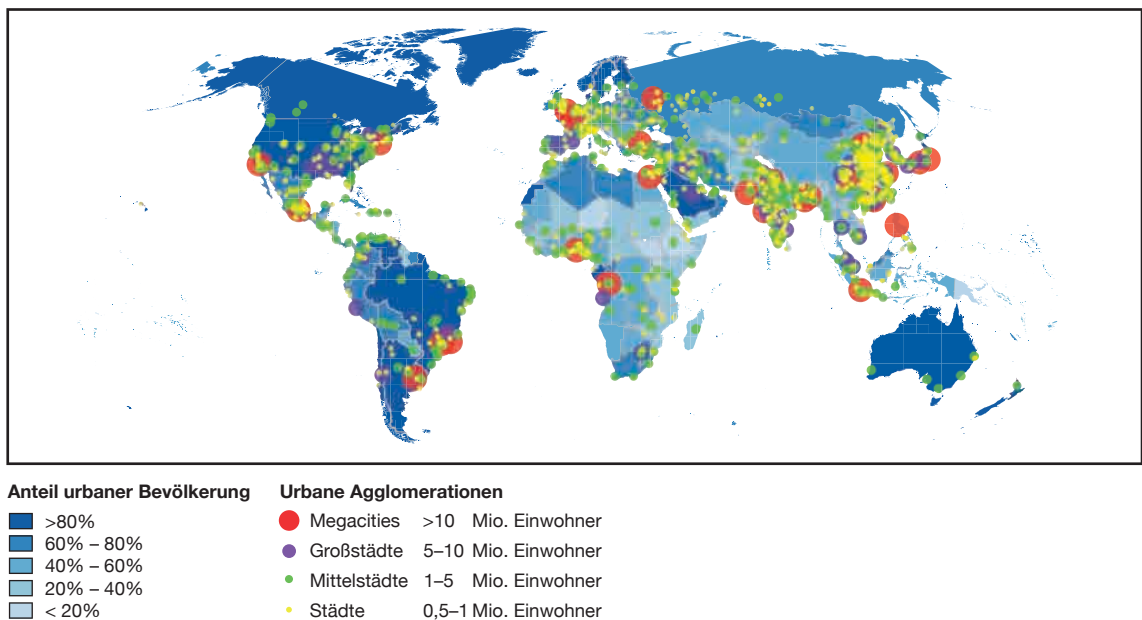 Anteil urbaner Bevölkerung
>80%
60% – 80%
40% – 60%
20% – 40%
< 20%
Urbane Agglomerationen
Megacities >10 Mio. Einwohner
Großstädte 5–10 Mio. Einwohner
Mittelstädte 1–5 Mio. Einwohner
Städte 0,5–1 Mio. Einwohner